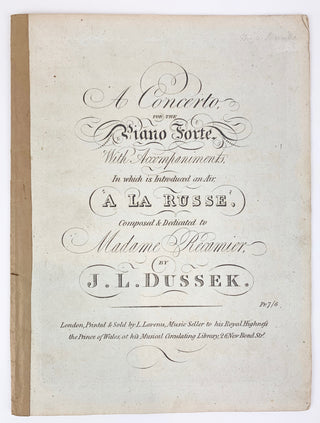 A Concerto,
FOR THE
Piano Forte,
With Accompaniments,
In which is Introduced an Air,
'A LA RUSSE',
Composed & Dedicated to
Madame Récamier,
BY
J. L. DUSSEK.
Pr. 7/6
London, Printed & Sold by L. Lavenu, Music Seller to his Royal Highneſs
the Prince of Wales, at his Musical Circulating Library, 26 New Bond Str.